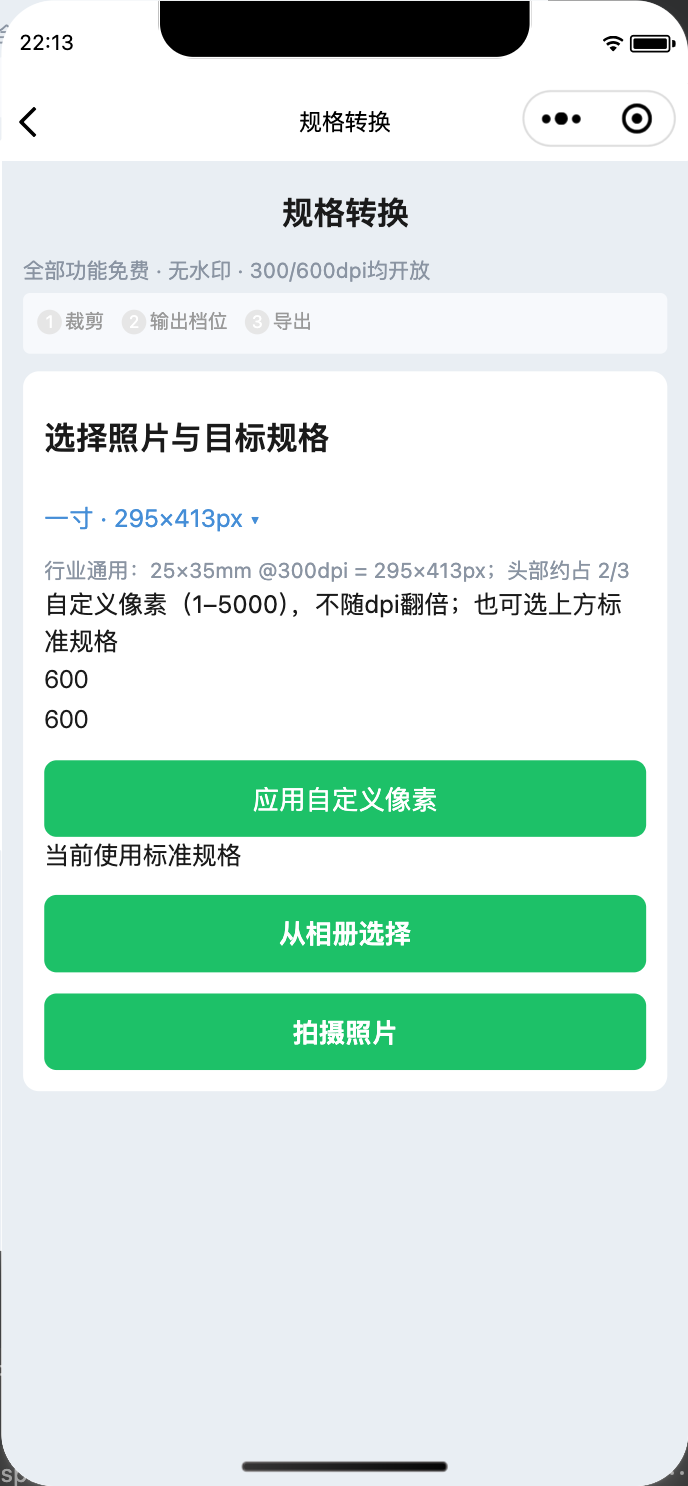 22:13
规格转换
规格转换
全部功能免费 · 无水印 · 300/600dpi均开放
1 裁剪 2 输出档位 3 导出
选择照片与目标规格
一寸 · 295×413px ▾
行业通用：25×35mm @300dpi = 295×413px；头部约占 2/3
自定义像素（1–5000），不随dpi翻倍；也可选上方标
准规格
600
600
应用自定义像素
当前使用标准规格
从相册选择
拍摄照片